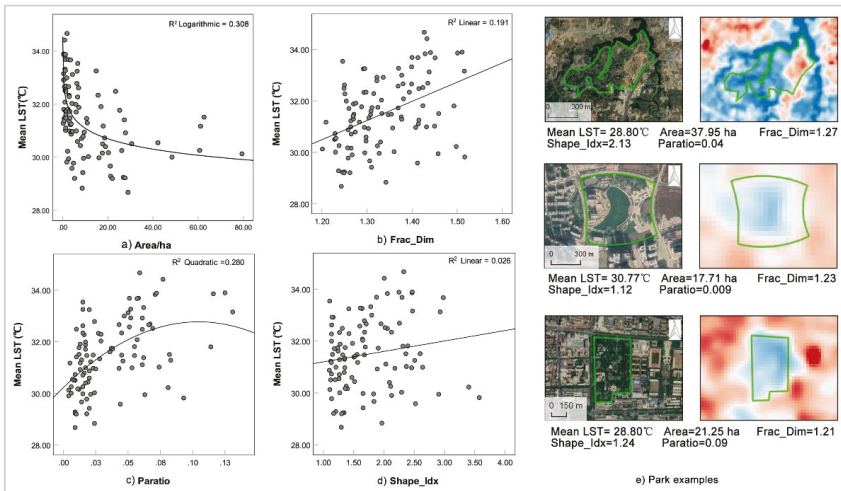 R² Logarithmic = 0.308
34.00
32.00
30.00
28.00
Mean LST(℃)
.00 20.00 40.00 60.00 80.00
a) Area/ha
R² Linear = 0.191
34.00
32.00
30.00
28.00
Mean LST (℃)
1.20 1.30 1.40 1.50 1.60
b) Frac_Dim
R² Quadratic =0.280
34.00
32.00
30.00
28.00
Mean LST (℃)
.00 .03 .05 .08 .10 .13
c) Paratio
R² Linear = 0.026
34.00
32.00
30.00
28.00
Mean LST (℃)
1.00 1.50 2.00 2.50 3.00 3.50 4.00
d) Shape_Idx
0 300 m
Mean LST= 28.80℃ Area=37.95 ha Frac_Dim=1.27
Shape_Idx=2.13 Paratio=0.04
0 300 m
Mean LST= 30.77℃ Area=17.71 ha Frac_Dim=1.23
Shape_Idx=1.12 Paratio=0.009
0 150 m
Mean LST= 28.80℃ Area=21.25 ha Frac_Dim=1.21
Shape_Idx=1.24 Paratio=0.09
e) Park examples